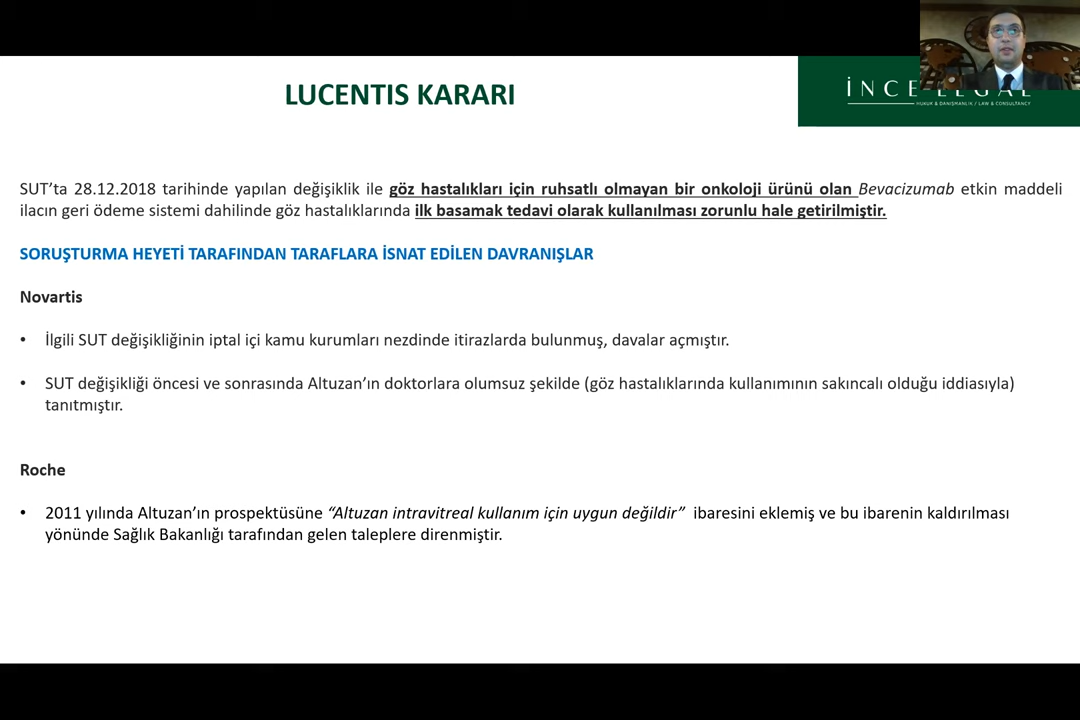 LUCENTIS KARARI
HUKUK & DANIŞMANLIK / LAW & CONSULTANCY
SUT’ta 28.12.2018 tarihinde yapılan değişiklik ile göz hastalıkları için ruhsatlı olmayan bir onkoloji ürünü olan Bevacizumab etkin maddeli
ilacın geri ödeme sistemi dahilinde göz hastalıklarında ilk basamak tedavi olarak kullanılması zorunlu hale getirilmiştir.
SORUŞTURMA HEYETİ TARAFINDAN TARAFLARA İSNAT EDİLEN DAVRANIŞLAR
Novartis
• İlgili SUT değişikliğinin iptal içi kamu kurumları nezdinde itirazlarda bulunmuş, davalar açmıştır.
• SUT değişikliği öncesi ve sonrasında Altuzan’ın doktorlara olumsuz şekilde (göz hastalıklarında kullanımının sakıncalı olduğu iddiasıyla)
tanıtmıştır.
Roche
• 2011 yılında Altuzan’ın prospektüsüne “Altuzan intravitreal kullanım için uygun değildir” ibaresini eklemiş ve bu ibarenin kaldırılması
yönünde Sağlık Bakanlığı tarafından gelen taleplere direnmiştir.